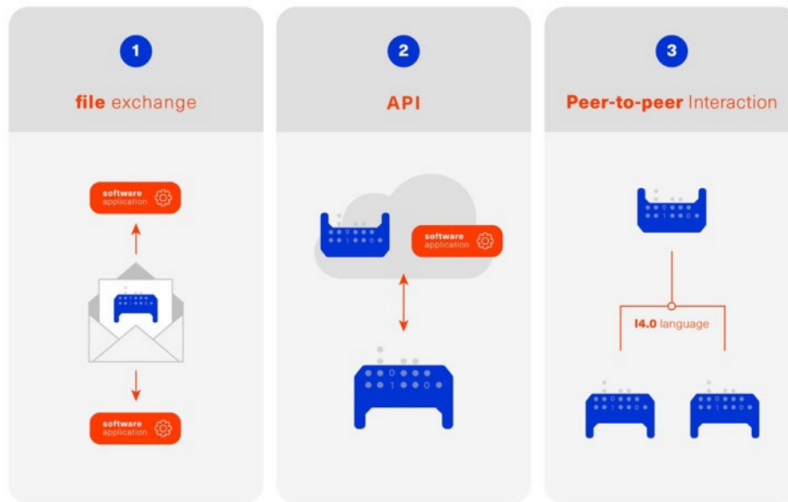 1
file exchange
software
application
software
application
2
API
software
application
3
Peer-to-peer Interaction
I4.0 language